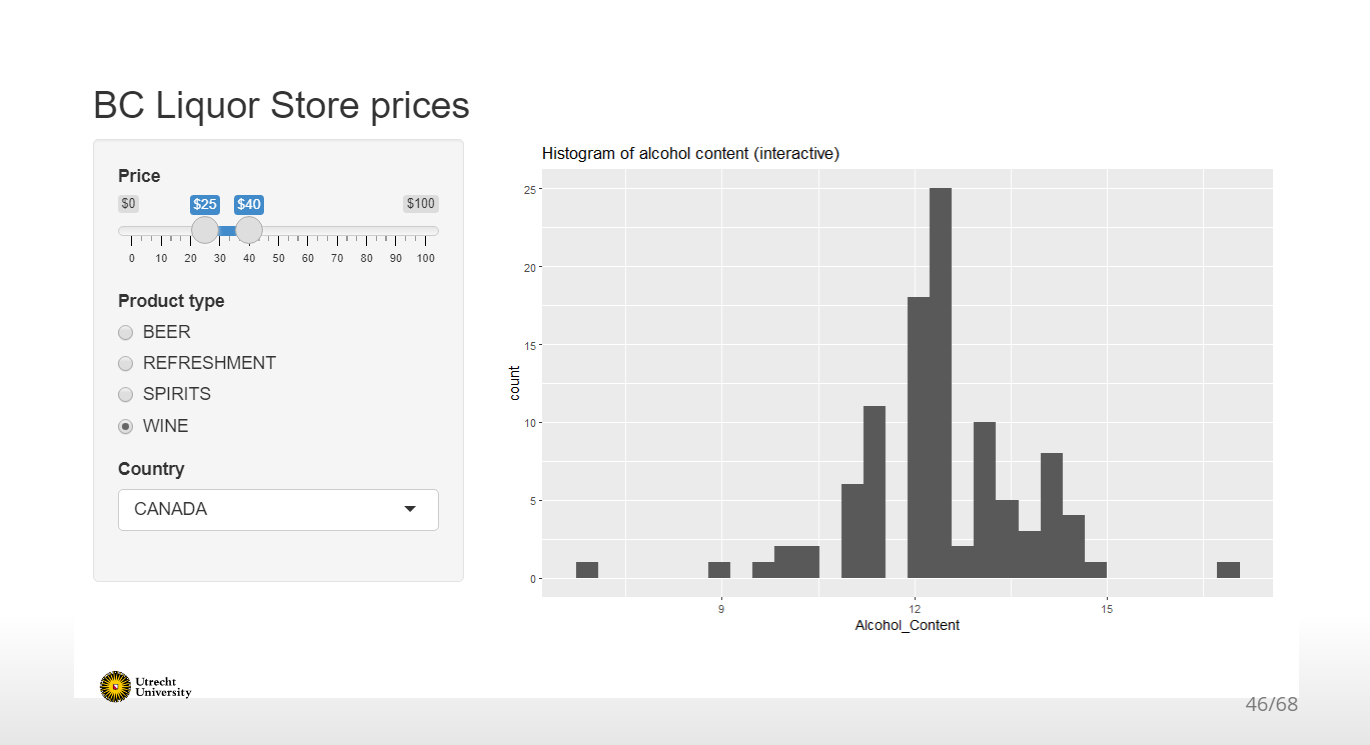 BC Liquor Store prices
Price
$0 $25 $40 $100
0 10 20 30 40 50 60 70 80 90 100
Product type
BEER
REFRESHMENT
SPIRITS
WINE
Country
CANADA
Histogram of alcohol content (interactive)
25
20
15
10
5
0
count
9 12 15
Alcohol_Content
Utrecht
University
46/68